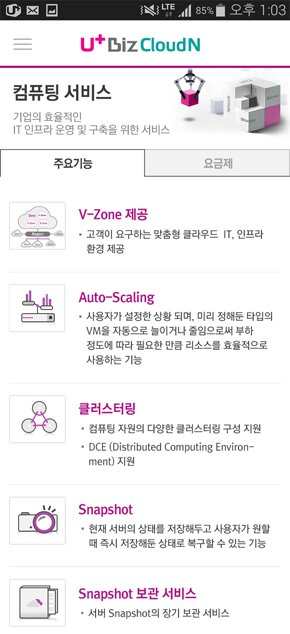 LTE 85% 오후 1:03
U+ Biz CloudN
컴퓨팅 서비스
기업의 효율적인
IT 인프라 운영 및 구축을 위한 서비스
주요기능 요금제
V-Zone 제공
• 고객이 요구하는 맞춤형 클라우드 IT, 인프라
환경 제공
Auto-Scaling
• 사용자가 설정한 상황 되며, 미리 정해둔 타입의
VM을 자동으로 늘이거나 줄임으로써 부하
정도에 따라 필요한 만큼 리소스를 효율적으로
사용하는 기능
클러스터링
• 컴퓨팅 자원의 다양한 클러스터링 구성 지원
• DCE (Distributed Computing Environ-
ment) 지원
Snapshot
• 현재 서버의 상태를 저장해두고 사용자가 원할
때 즉시 저장해둔 상태로 복구할 수 있는 기능
Snapshot 보관 서비스
• 서버 Snapshot의 장기 보관 서비스